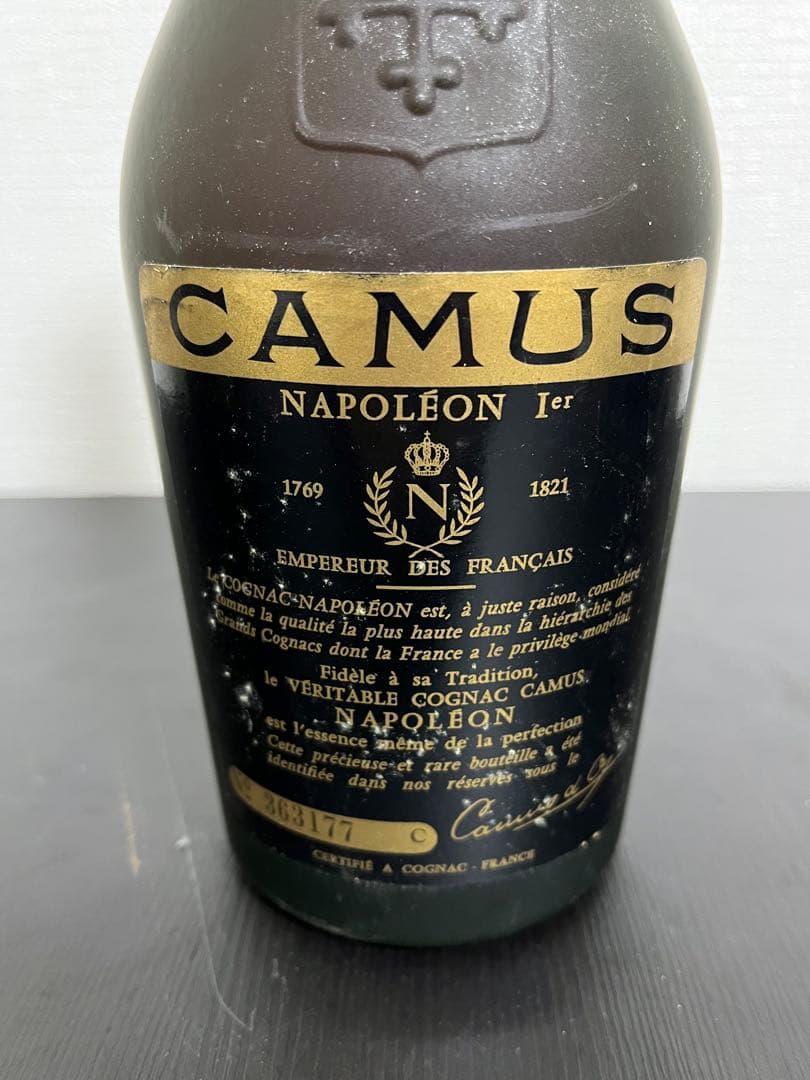 CAMUS
NAPOLÉON Ier
1769 N 1821
EMPEREUR DES FRANÇAIS
Le COGNAC-NAPOLÉON est, à juste raison, considéré
comme la qualité la plus haute dans la hiérarchie des
Grands Cognacs dont la France a le privilège mondial
Fidèle à sa Tradition,
le VÉRITABLE COGNAC CAMUS
NAPOLÉON
est l'essence même de la perfection
Cette précieuse et rare bouteille a été
identifiée dans nos réserves sous le
Nº 363177 C
CERTIFIÉ A COGNAC - FRANCE